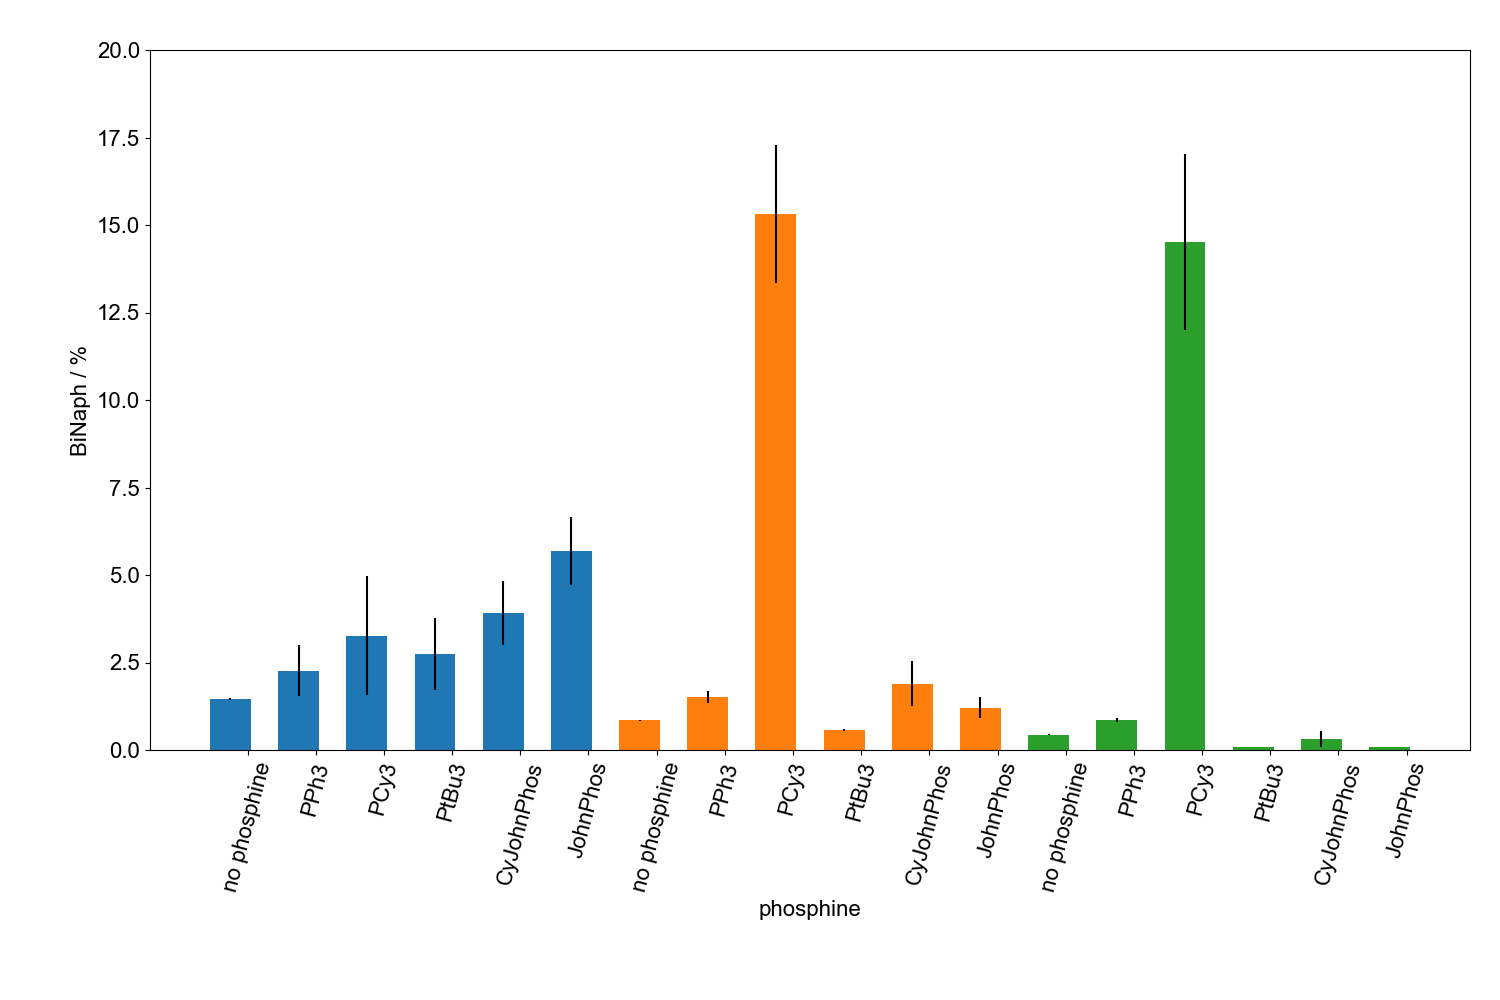 20.0
17.5
15.0
12.5
10.0
7.5
5.0
2.5
0.0
BiNaph / %
no phosphine
PPh3
PCy3
PtBu3
CyJohnPhos
JohnPhos
no phosphine
PPh3
PCy3
PtBu3
CyJohnPhos
JohnPhos
no phosphine
PPh3
PCy3
PtBu3
CyJohnPhos
JohnPhos
phosphine